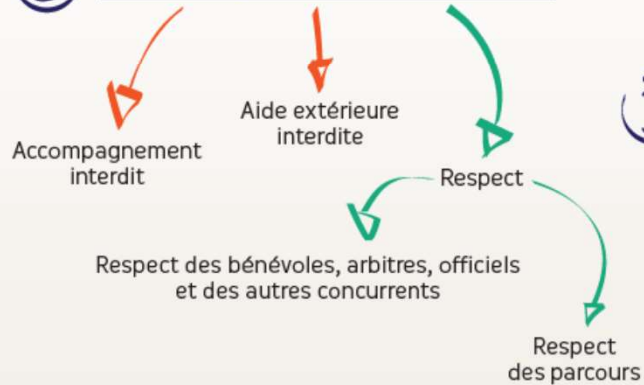 Accompagnement
interdit
Aide extérieure
interdite
Respect
Respect des bénévoles, arbitres, officiels
et des autres concurrents
Respect
des parcours